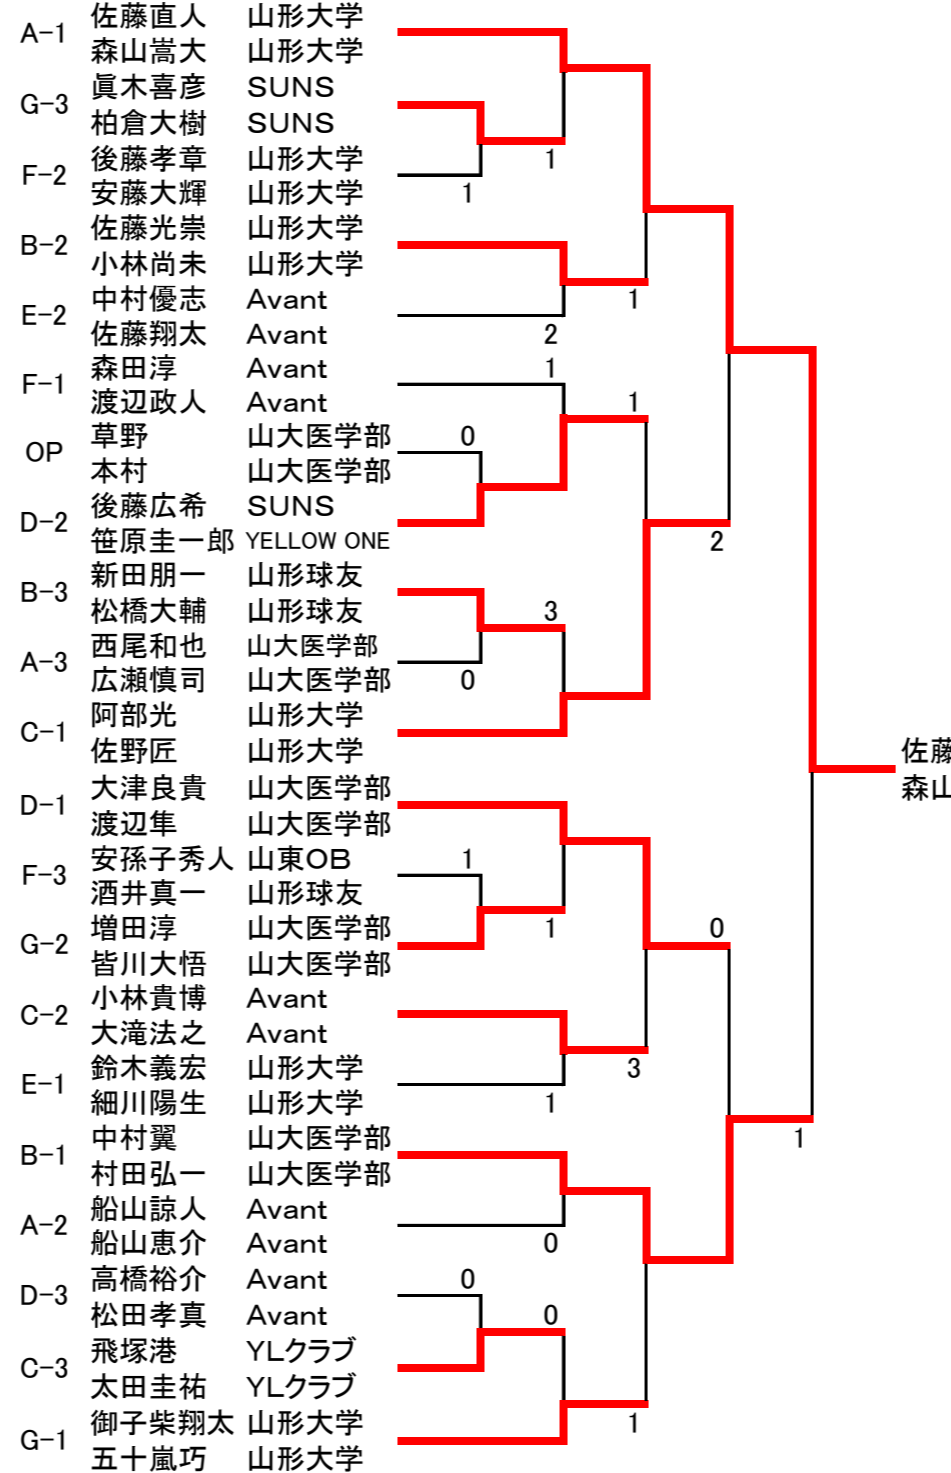 A-1
佐藤直人 山形大学
森山嵩大 山形大学
G-3
眞木喜彦 SUNS
柏倉大樹 SUNS
1
F-2
後藤孝章 山形大学
安藤大輝 山形大学
1
B-2
佐藤光崇 山形大学
小林尚未 山形大学
1
E-2
中村優志 Avant
佐藤翔太 Avant
2
F-1
森田淳 Avant
1
渡辺政人 Avant
1
OP
草野 山大医学部
0
本村 山大医学部
D-2
後藤広希 SUNS
笹原圭一郎 YELLOW ONE
2
B-3
新田朋一 山形球友
松橋大輔 山形球友
3
A-3
西尾和也 山大医学部
広瀬慎司 山大医学部
0
C-1
阿部光 山形大学
佐野匠 山形大学
佐藤
森山
D-1
大津良貴 山大医学部
渡辺隼 山大医学部
F-3
安孫子秀人 山東OB
1
酒井真一 山形球友
G-2
増田淳 山大医学部
1
0
皆川大悟 山大医学部
C-2
小林貴博 Avant
大滝法之 Avant
3
E-1
鈴木義宏 山形大学
細川陽生 山形大学
1
B-1
中村翼 山大医学部
1
村田弘一 山大医学部
A-2
船山諒人 Avant
船山恵介 Avant
0
D-3
高橋裕介 Avant
0
松田孝真 Avant
0
C-3
飛塚港 YLクラブ
太田圭祐 YLクラブ
G-1
御子柴翔太 山形大学
1
五十嵐巧 山形大学